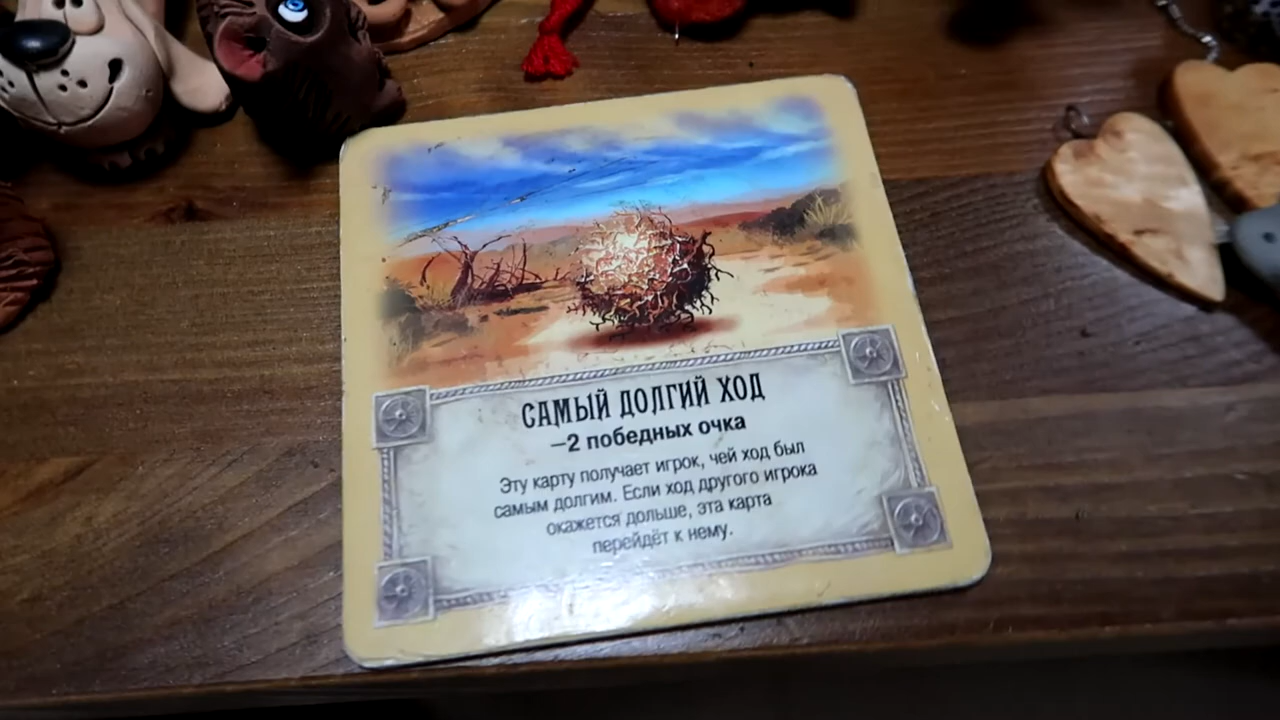 САМЫЙ ДОЛГИЙ ХОД
–2 победных очка
Эту карту получает игрок, чей ход был
самым долгим. Если ход другого игрока
окажется дольше, эта карта
перейдёт к нему.